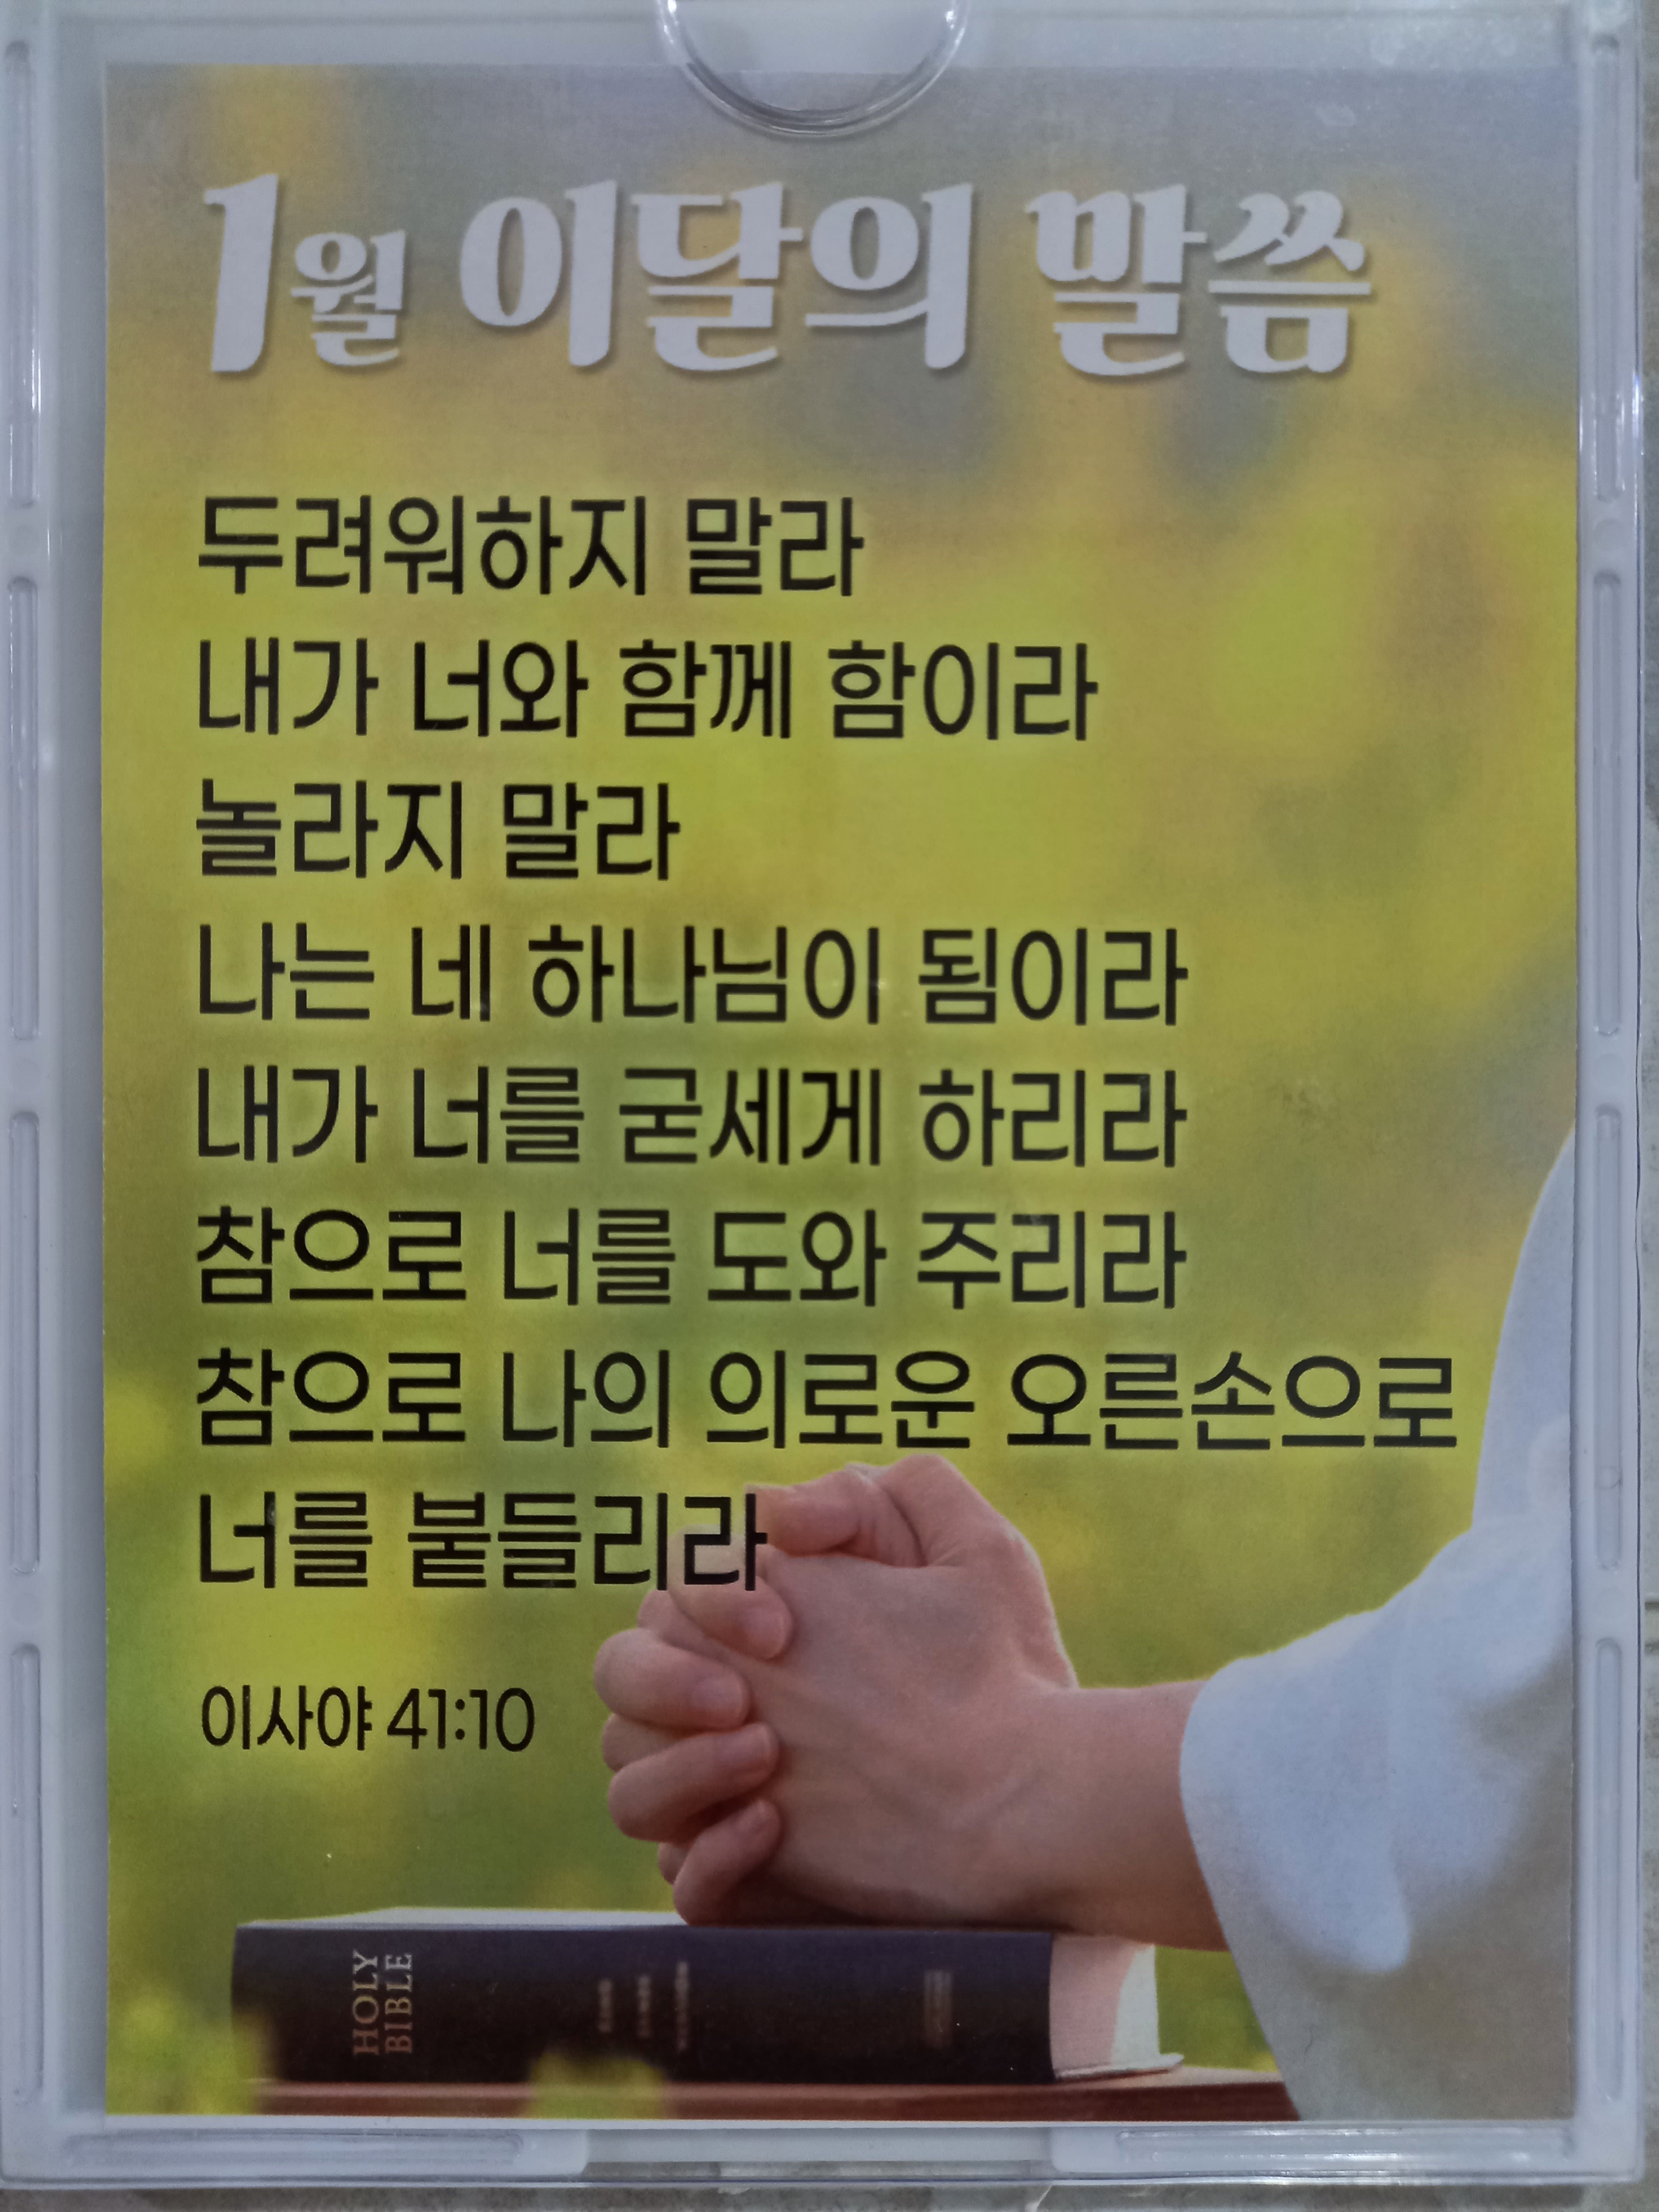 1월 이달의 말씀
두려워하지 말라
내가 너와 함께 함이라
놀라지 말라
나는 네 하나님이 됨이라
내가 너를 굳세게 하리라
참으로 너를 도와 주리라
참으로 나의 의로운 오른손으로
너를 붙들리라
이사야 41:10
HOLY
BIBLE